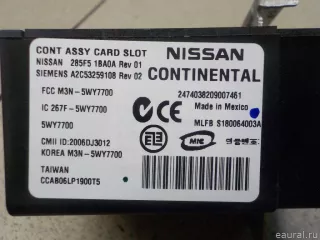 CONT ASSY CARD SLOT
NISSAN 285F5 1BA0A Rev 01
SIEMENS A2C53259108 Rev 02
NISSAN
CONTINENTAL
FCC M3N-5WY7700
IC 267F-5WY7700
5WY7700
CMII ID:2006DJ3012
KOREA M3N-5WY7700
TAIWAN
CCAB06LP1900T5
2474038209007461
Made in Mexico
MLFB S180064003A
CE
MIC
© eaural.ru